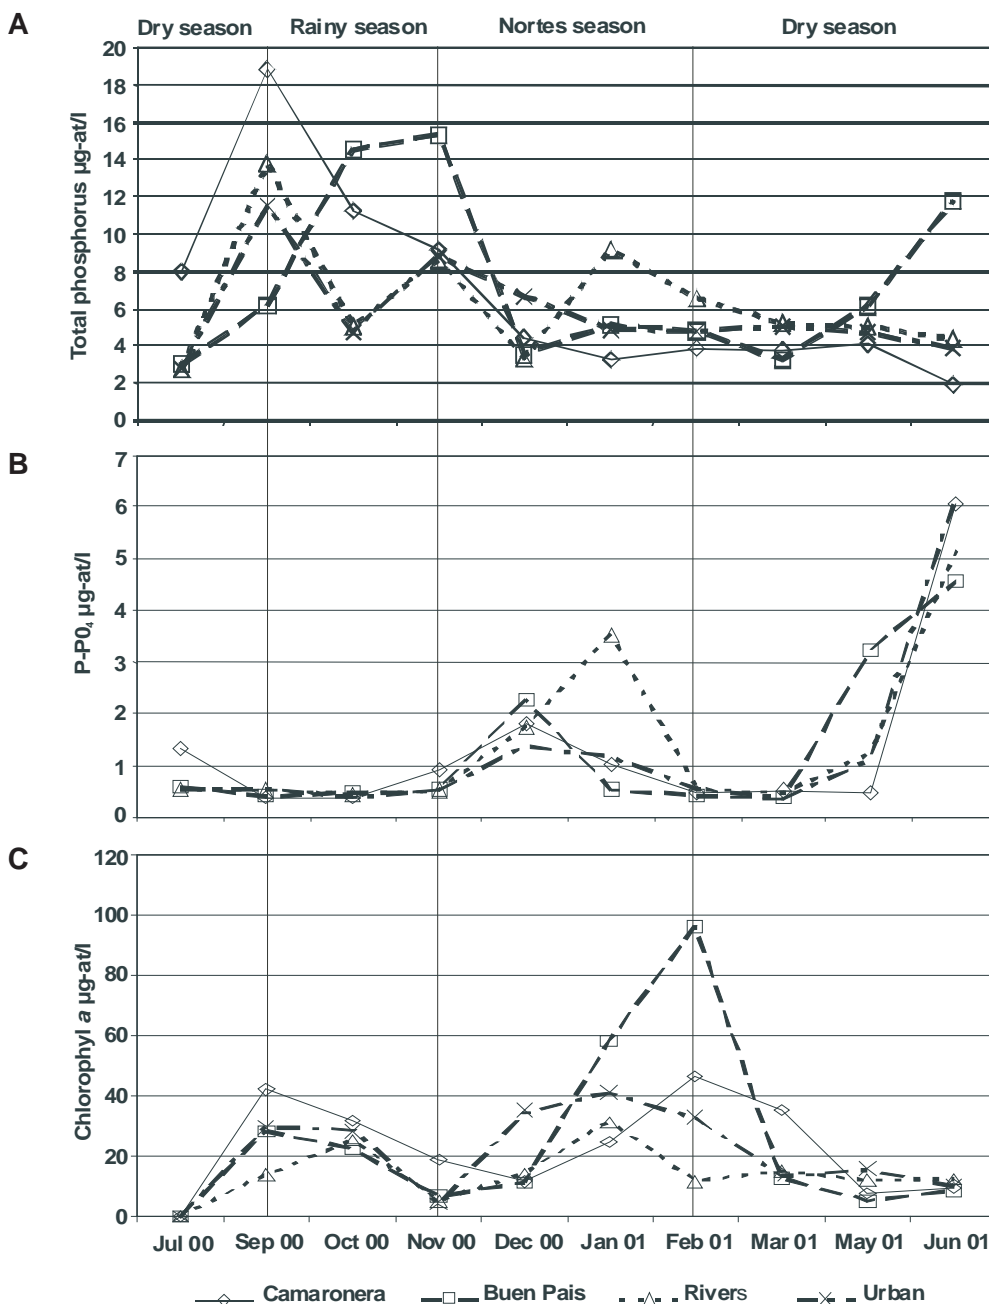 A
Dry season Rainy season Nortes season Dry season
Total phosphorus µg-at/l
20
18
16
14
12
10
8
6
4
2
0
B
P-P0₄ µg-at/l
7
6
5
4
3
2
1
0
C
Chlorophyl a µg-at/l
120
100
80
60
40
20
0
Jul 00 Sep 00 Oct 00 Nov 00 Dec 00 Jan 01 Feb 01 Mar 01 May 01 Jun 01
Camaronera Buen Pais Rivers Urban